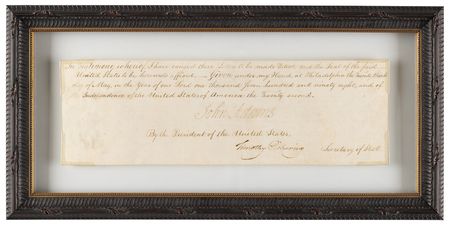 In Testimony whereof I have caused these Letters to be made Patent and the Seal of the said
United States to be hereunto affixed. Given under my Hand, at Philadelphia the
day of May, in the Year of our Lord one thousand seven hundred and ninety eight, and of
the Independence of the United States of America the Twenty second.
John Adams
By the President of the United States.
Timothy Pickering Secretary of State.